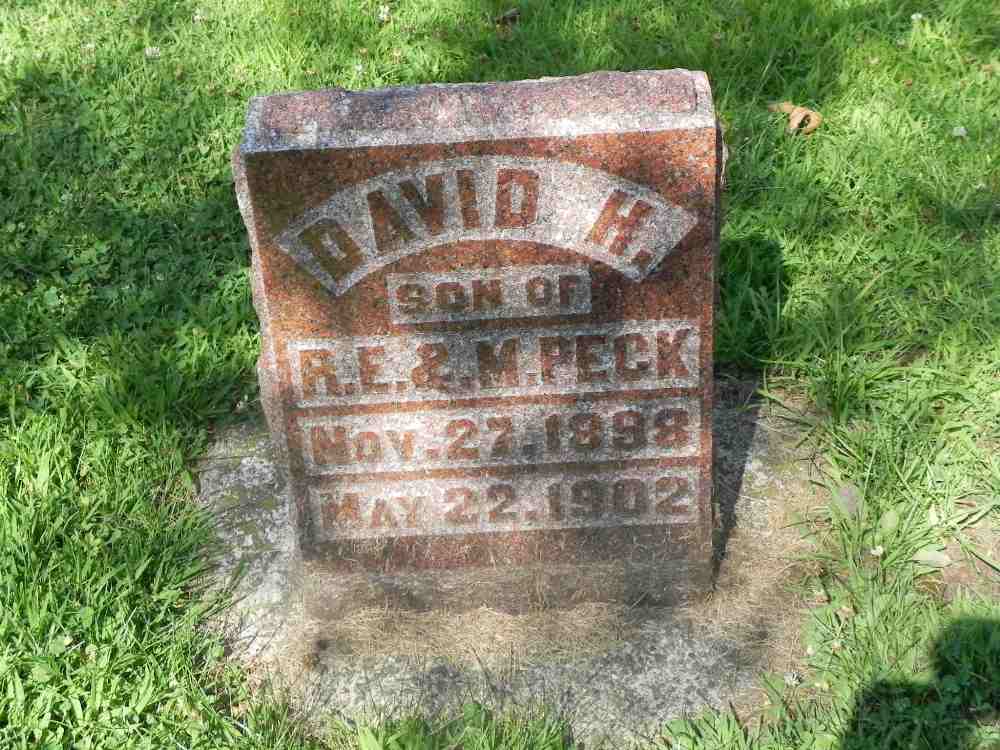 DAVID H.
SON OF
R.E. & M. PECK
NOV. 27. 1898
MAY 22. 1902